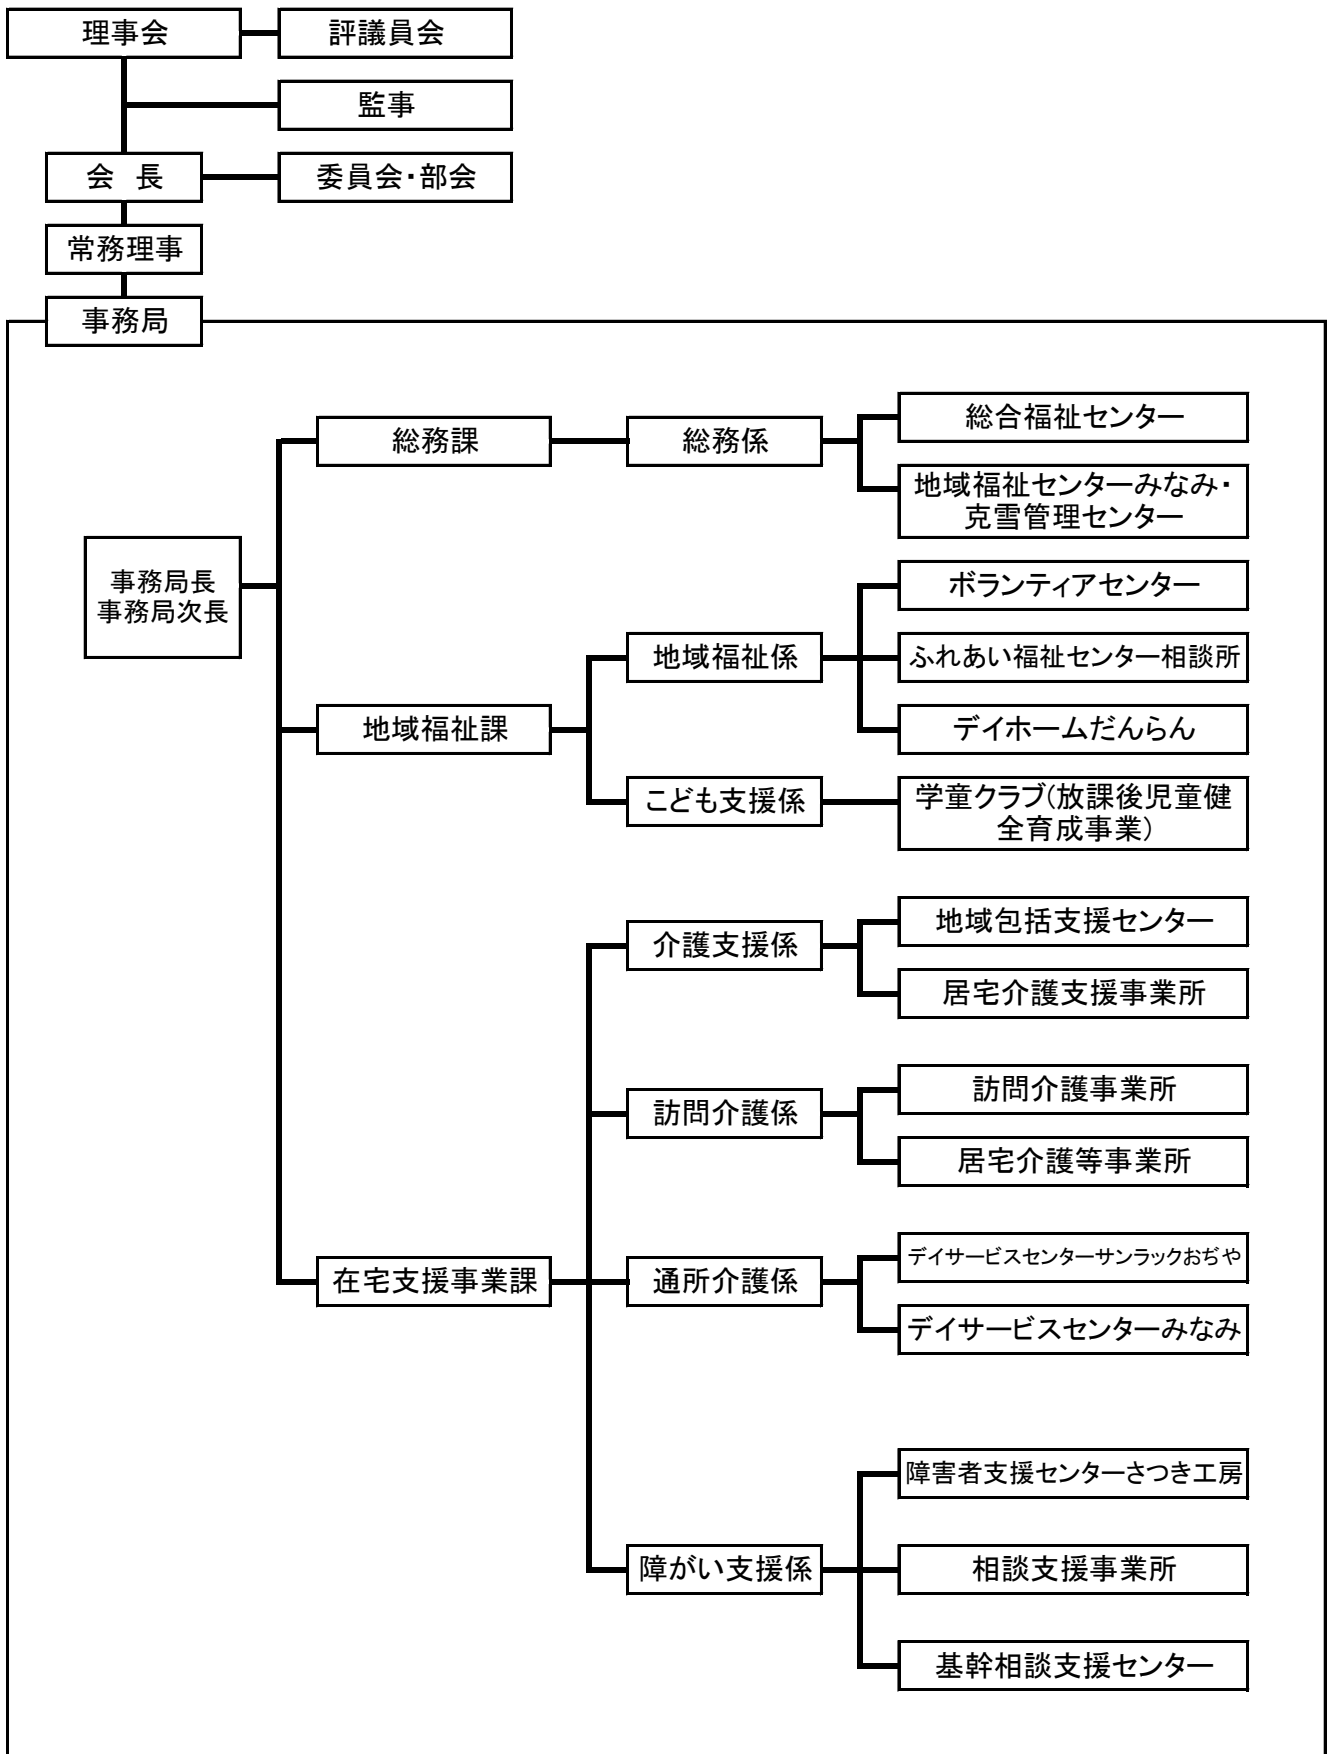 理事会
評議員会
監事
会　長
委員会・部会
常務理事
事務局
事務局長
事務局次長
総務課
総務係
総合福祉センター
地域福祉センターみなみ・
克雪管理センター
地域福祉課
地域福祉係
ボランティアセンター
ふれあい福祉センター相談所
デイホームだんらん
こども支援係
学童クラブ(放課後児童健
全育成事業)
在宅支援事業課
介護支援係
地域包括支援センター
居宅介護支援事業所
訪問介護係
訪問介護事業所
居宅介護等事業所
通所介護係
デイサービスセンターサンラックおぢや
デイサービスセンターみなみ
障がい支援係
障害者支援センターさつき工房
相談支援事業所
基幹相談支援センター